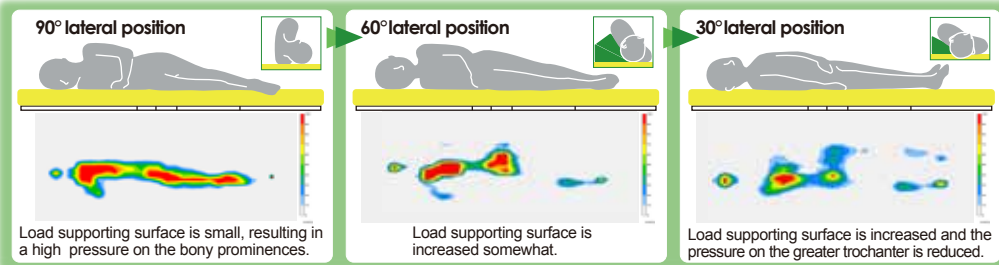 90° lateral position
Load supporting surface is small, resulting in
a high pressure on the bony prominences.
60° lateral position
Load supporting surface is
increased somewhat.
30° lateral position
Load supporting surface is increased and the
pressure on the greater trochanter is reduced.